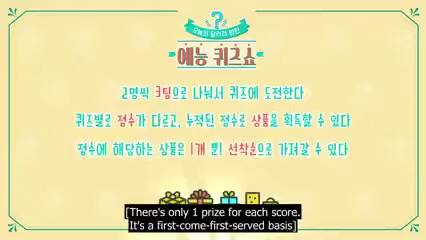 ?
오늘의 달려라 방탄
예능 퀴즈쇼
2명씩 3팀으로 나눠서 퀴즈에 도전한다
퀴즈별로 점수가 다르고, 누적된 점수로 상품을 획득할 수 있다
점수에 해당하는 상품은 1개 뿐! 선착순으로 가져갈 수 있다
[There's only 1 prize for each score.
It's a first-come-first-served basis]